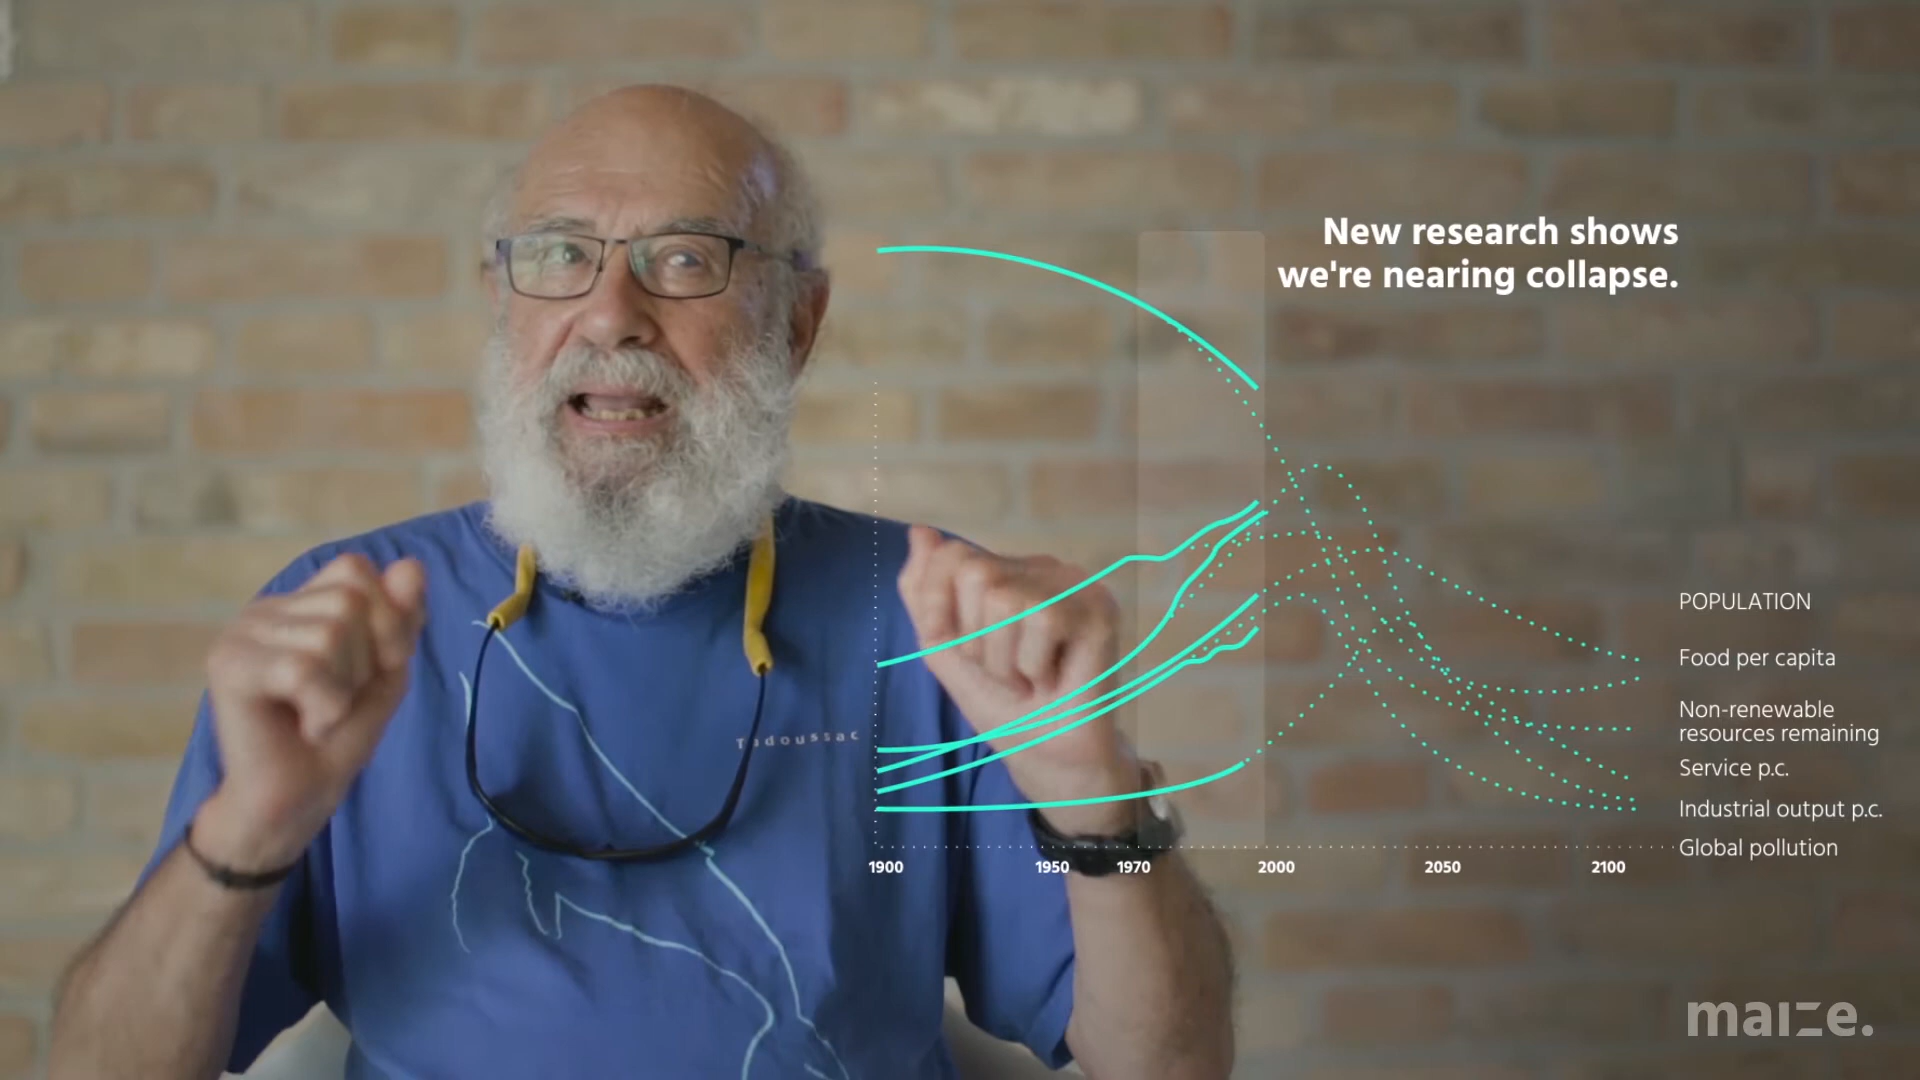 New research shows
we're nearing collapse.
POPULATION
Food per capita
Tadoussac
Non-renewable
resources remaining
Service p.c.
Industrial output p.c.
Global pollution
1900 1950 1970 2000 2050 2100
maize.